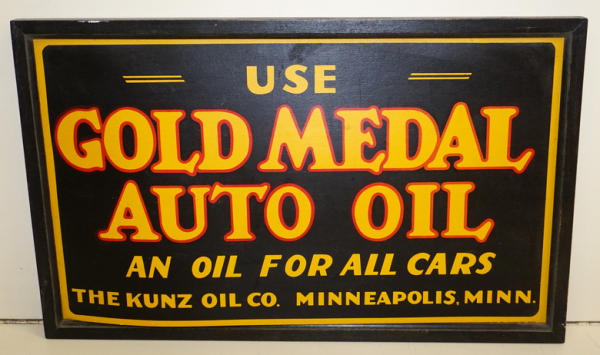 USE
GOLD MEDAL
AUTO OIL
AN OIL FOR ALL CARS
THE KUNZ OIL CO. MINNEAPOLIS, MINN.